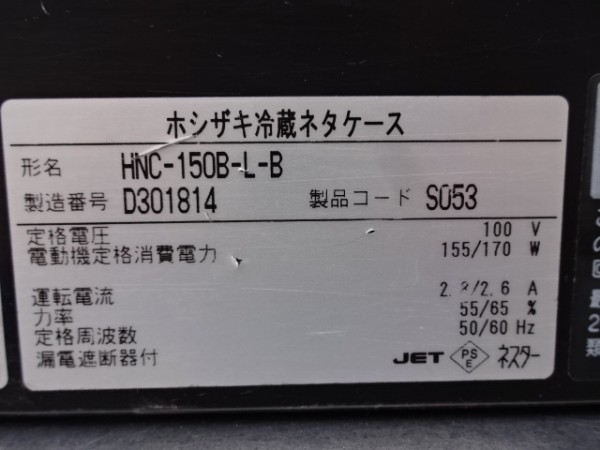 ホシザキ冷蔵ネタケース
形名 HNC-150B-L-B
製造番号 D301814 製品コード S053
定格電圧 100 V
電動機定格消費電力 155/170 W
運転電流 2.8/2.6 A
力率 55/65 %
定格周波数 50/60 Hz
漏電遮断器付 JET PSE ネスター